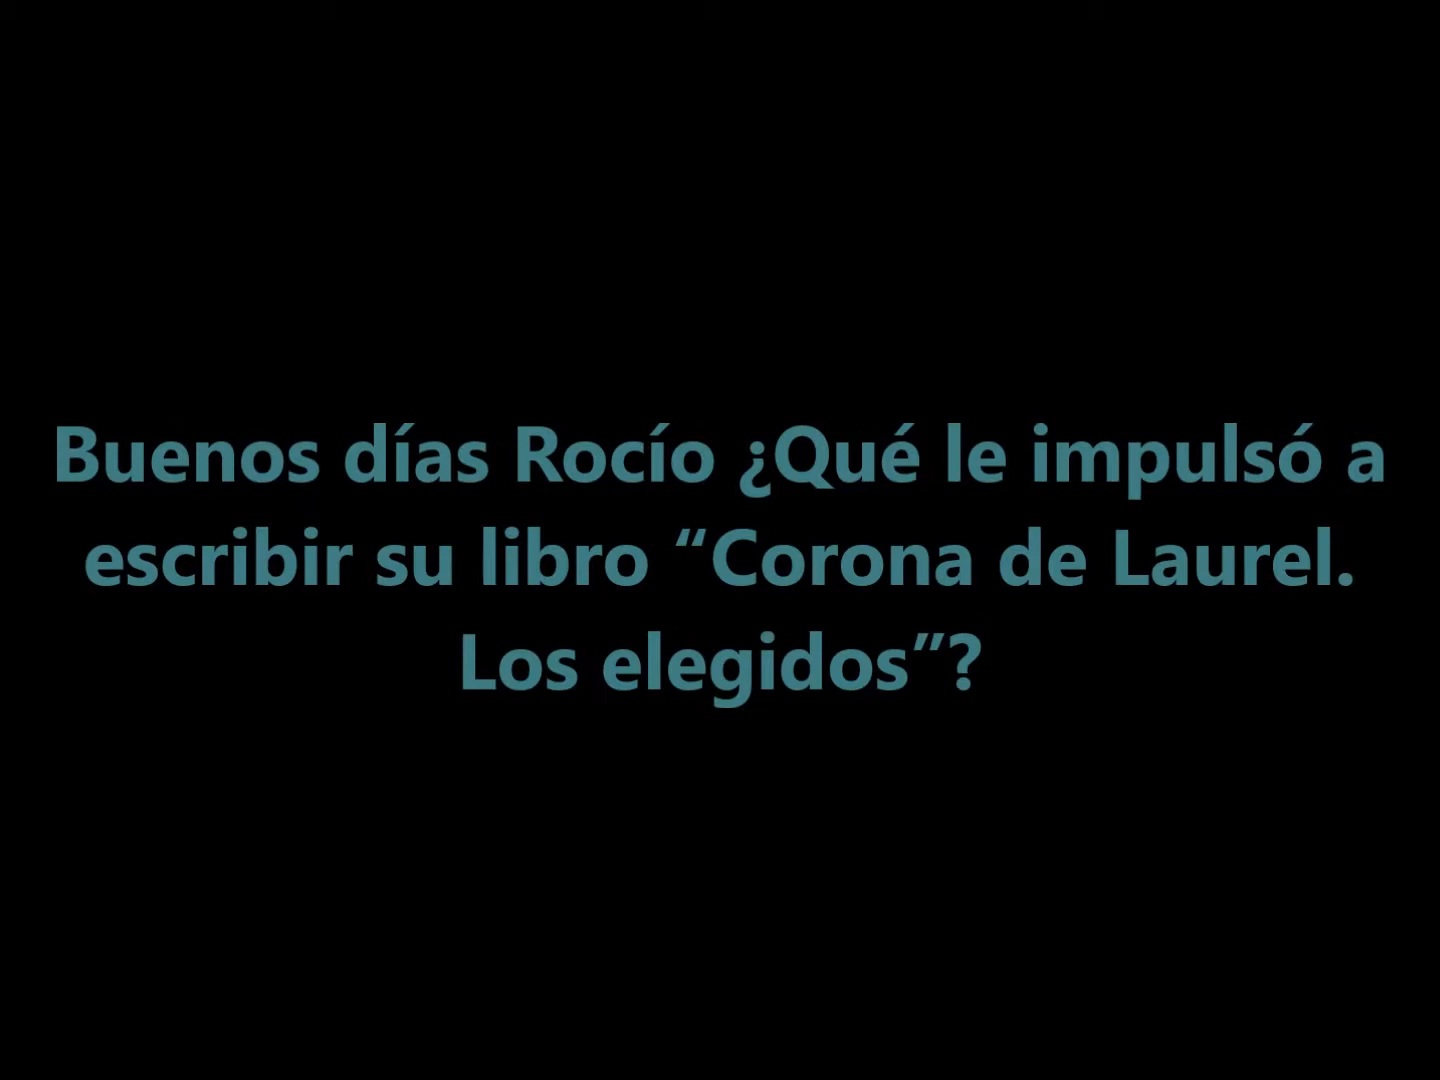 Buenos días Rocío ¿Qué le impulsó a
escribir su libro “Corona de Laurel.
Los elegidos”?